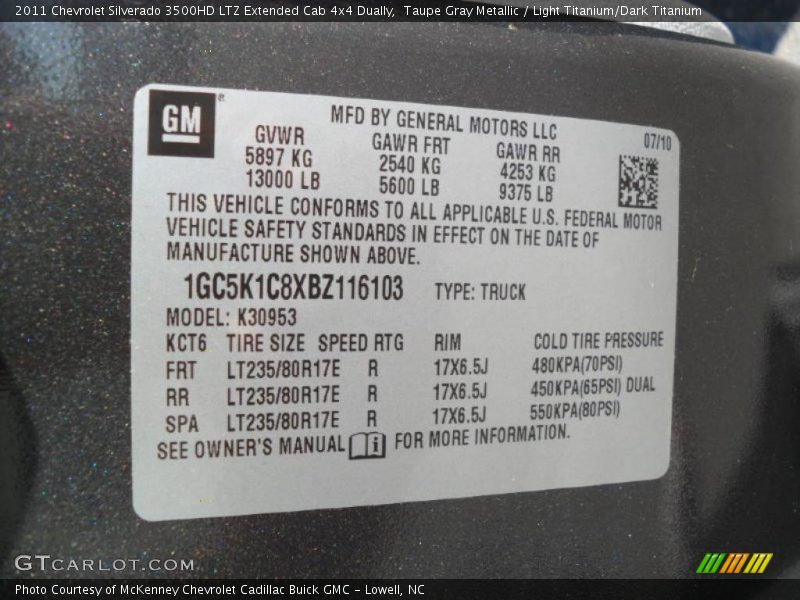 2011 Chevrolet Silverado 3500HD LTZ Extended Cab 4x4 Dually, Taupe Gray Metallic / Light Titanium/Dark Titanium
GM®
MFD BY GENERAL MOTORS LLC
07/10
GVWR GAWR FRT GAWR RR
5897 KG 2540 KG 4253 KG
13000 LB 5600 LB 9375 LB
THIS VEHICLE CONFORMS TO ALL APPLICABLE U.S. FEDERAL MOTOR
VEHICLE SAFETY STANDARDS IN EFFECT ON THE DATE OF
MANUFACTURE SHOWN ABOVE.
1GC5K1C8XBZ116103 TYPE: TRUCK
MODEL: K30953
KCT6 TIRE SIZE SPEED RTG RIM COLD TIRE PRESSURE
FRT LT235/80R17E R 17X6.5J 480KPA(70PSI)
RR LT235/80R17E R 17X6.5J 450KPA(65PSI) DUAL
SPA LT235/80R17E R 17X6.5J 550KPA(80PSI)
SEE OWNER'S MANUAL i FOR MORE INFORMATION.
GTCARLOT.COM
Photo Courtesy of McKenney Chevrolet Cadillac Buick GMC - Lowell, NC